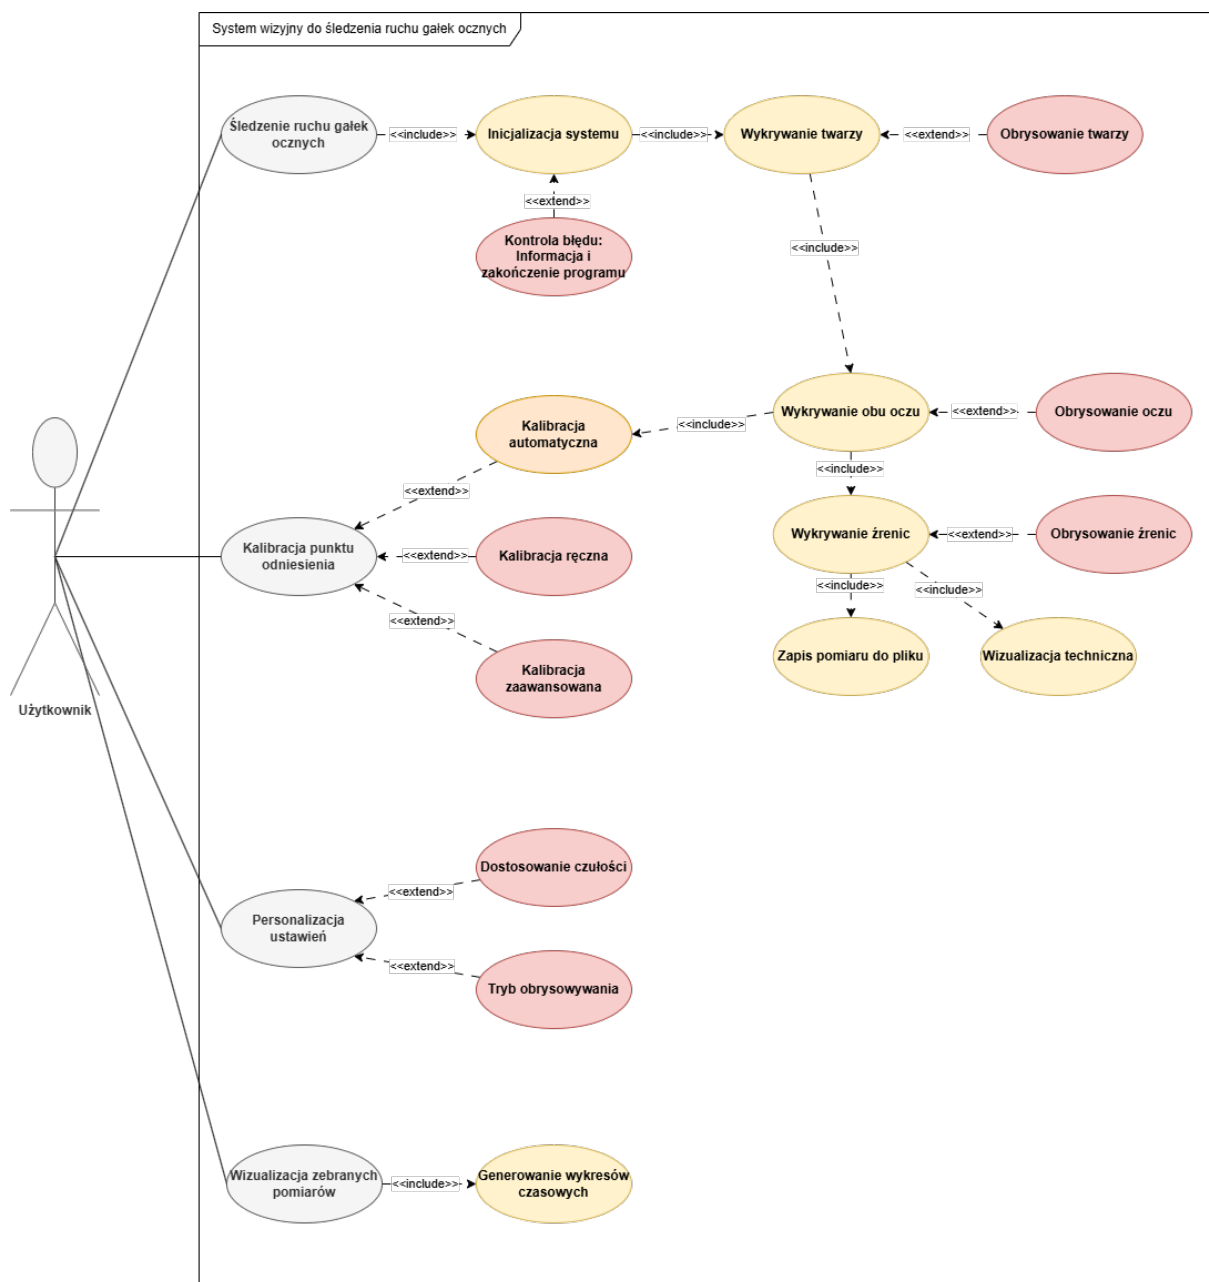 System wizyjny do śledzenia ruchu gałek ocznych
Śledzenie ruchu gałek
ocznych
<<include>>
Inicjalizacja systemu
<<include>>
Wykrywanie twarzy
<<extend>>
Obrysowanie twarzy
<<extend>>
Kontrola błędu:
Informacja i
zakończenie programu
<<include>>
Kalibracja
automatyczna
<<include>>
Wykrywanie obu oczu
<<extend>>
Obrysowanie oczu
<<extend>>
<<include>>
Kalibracja punktu
odniesienia
<<extend>>
Kalibracja ręczna
Wykrywanie źrenic
<<extend>>
Obrysowanie źrenic
<<include>>
<<include>>
<<extend>>
Kalibracja
zaawansowana
Zapis pomiaru do pliku
Wizualizacja techniczna
Użytkownik
Dostosowanie czułości
<<extend>>
Personalizacja
ustawień
<<extend>>
Tryb obrysowywania
Wizualizacja zebranych
pomiarów
<<include>>
Generowanie wykresów
czasowych